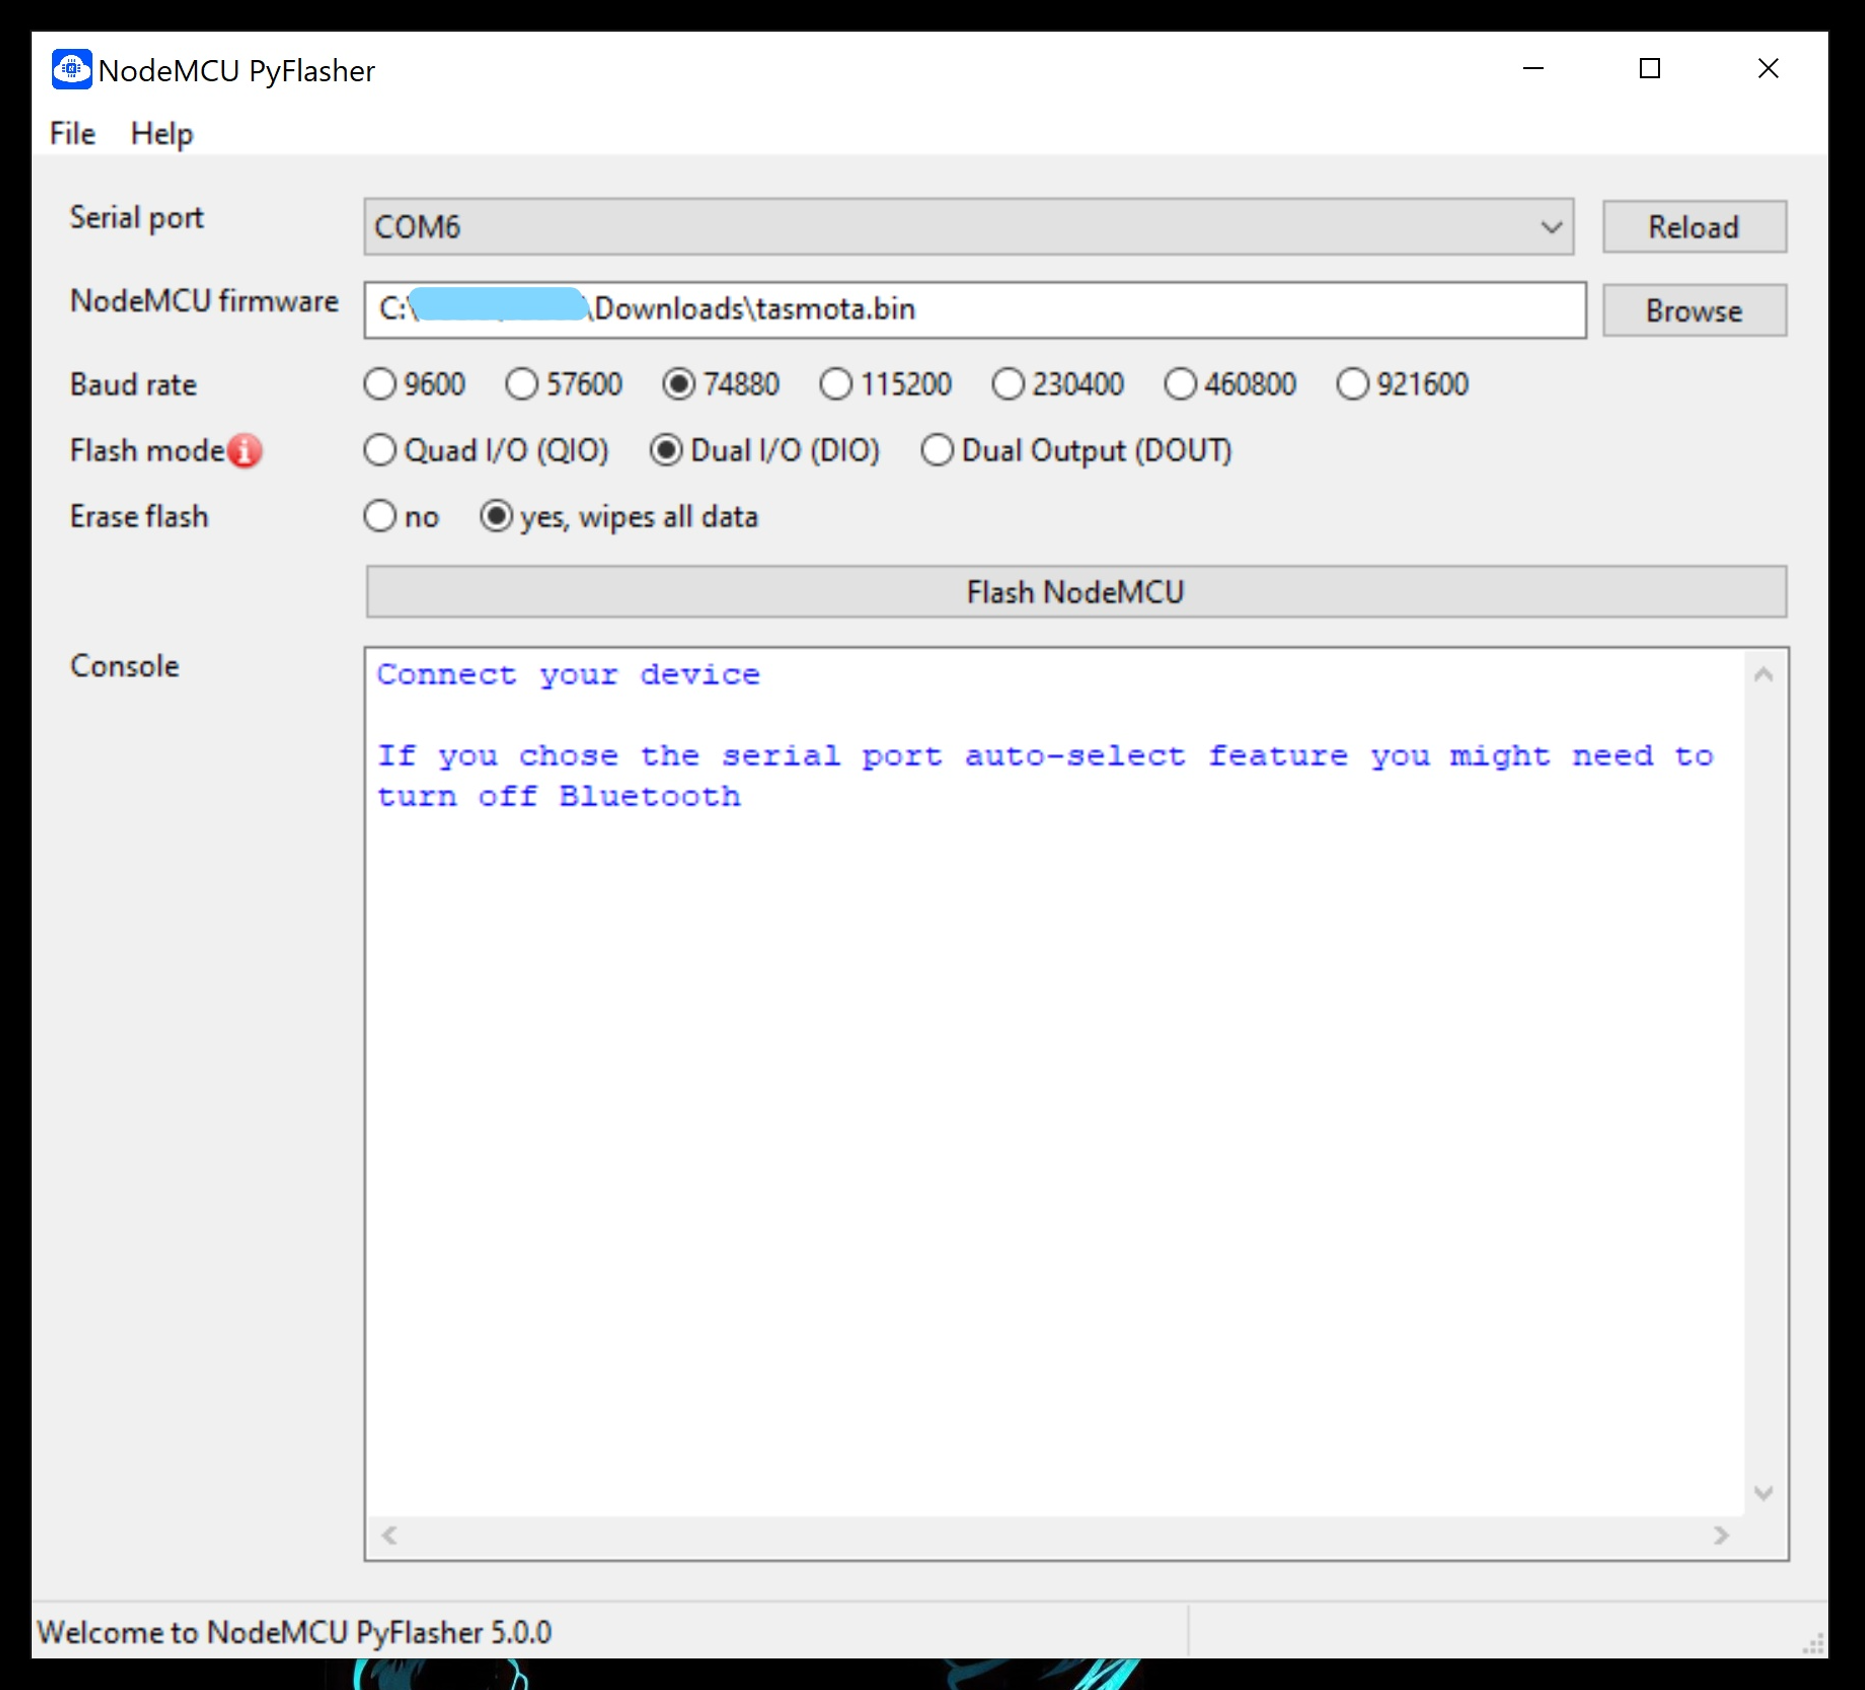 NodeMCU PyFlasher
File Help
Serial port COM6 Reload
NodeMCU firmware C:\ \Downloads\tasmota.bin Browse
Baud rate 9600 57600 74880 115200 230400 460800 921600
Flash mode Quad I/O (QIO) Dual I/O (DIO) Dual Output (DOUT)
Erase flash no yes, wipes all data
Flash NodeMCU
Console Connect your device
If you chose the serial port auto-select feature you might need to
turn off Bluetooth
Welcome to NodeMCU PyFlasher 5.0.0